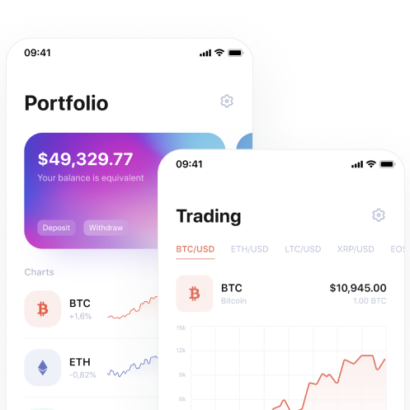 09:41
Portfolio
$49,329.77
Your balance is equivalent
Deposit Withdraw
Charts
BTC
+1,6%
ETH
-0,82%
09:41
Trading
BTC/USD ETH/USD LTC/USD XRP/USD EOS
BTC $10,945.00
Bitcoin 1.00 BTC
15k
12k
9k
6k